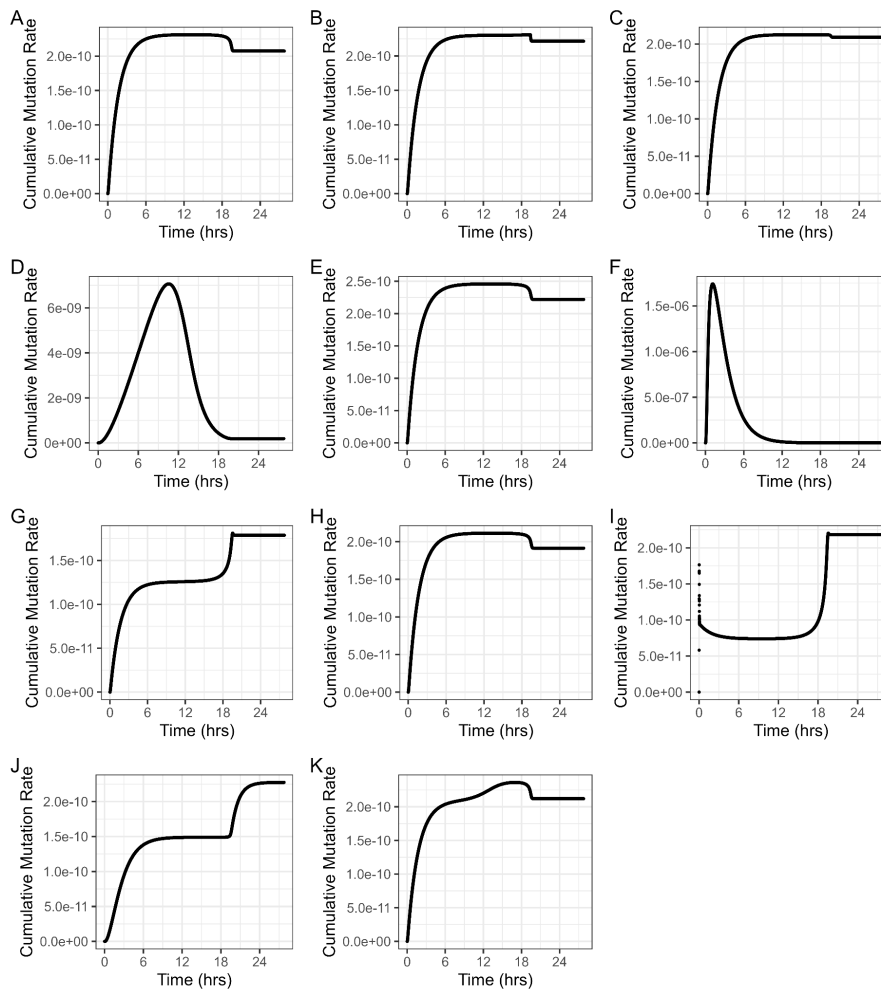 A
Cumulative Mutation Rate
2.0e-10
1.5e-10
1.0e-10
5.0e-11
0.0e+00
0 6 12 18 24
Time (hrs)
B
Cumulative Mutation Rate
2.0e-10
1.5e-10
1.0e-10
5.0e-11
0.0e+00
0 6 12 18 24
Time (hrs)
C
Cumulative Mutation Rate
2.0e-10
1.5e-10
1.0e-10
5.0e-11
0.0e+00
0 6 12 18 24
Time (hrs)
D
Cumulative Mutation Rate
6e-09
4e-09
2e-09
0e+00
0 6 12 18 24
Time (hrs)
E
Cumulative Mutation Rate
2.5e-10
2.0e-10
1.5e-10
1.0e-10
5.0e-11
0.0e+00
0 6 12 18 24
Time (hrs)
F
Cumulative Mutation Rate
1.5e-06
1.0e-06
5.0e-07
0.0e+00
0 6 12 18 24
Time (hrs)
G
Cumulative Mutation Rate
1.5e-10
1.0e-10
5.0e-11
0.0e+00
0 6 12 18 24
Time (hrs)
H
Cumulative Mutation Rate
2.0e-10
1.5e-10
1.0e-10
5.0e-11
0.0e+00
0 6 12 18 24
Time (hrs)
I
Cumulative Mutation Rate
2.0e-10
1.5e-10
1.0e-10
5.0e-11
0.0e+00
0 6 12 18 24
Time (hrs)
J
Cumulative Mutation Rate
2.0e-10
1.5e-10
1.0e-10
5.0e-11
0.0e+00
0 6 12 18 24
Time (hrs)
K
Cumulative Mutation Rate
2.0e-10
1.5e-10
1.0e-10
5.0e-11
0.0e+00
0 6 12 18 24
Time (hrs)